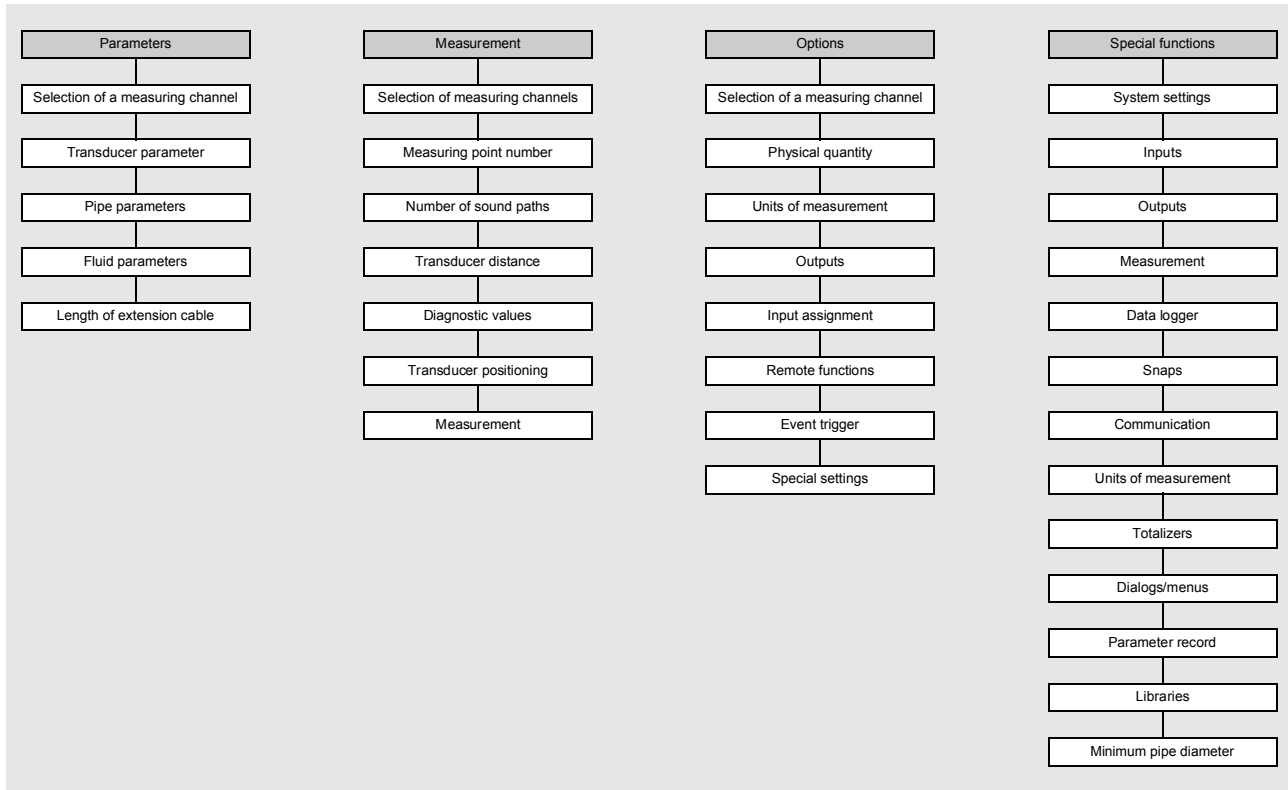 Parameters
Selection of a measuring channel
Transducer parameter
Pipe parameters
Fluid parameters
Length of extension cable
Measurement
Selection of measuring channels
Measuring point number
Number of sound paths
Transducer distance
Diagnostic values
Transducer positioning
Measurement
Options
Selection of a measuring channel
Physical quantity
Units of measurement
Outputs
Input assignment
Remote functions
Event trigger
Special settings
Special functions
System settings
Inputs
Outputs
Measurement
Data logger
Snaps
Communication
Units of measurement
Totalizers
Dialogs/menus
Parameter record
Libraries
Minimum pipe diameter